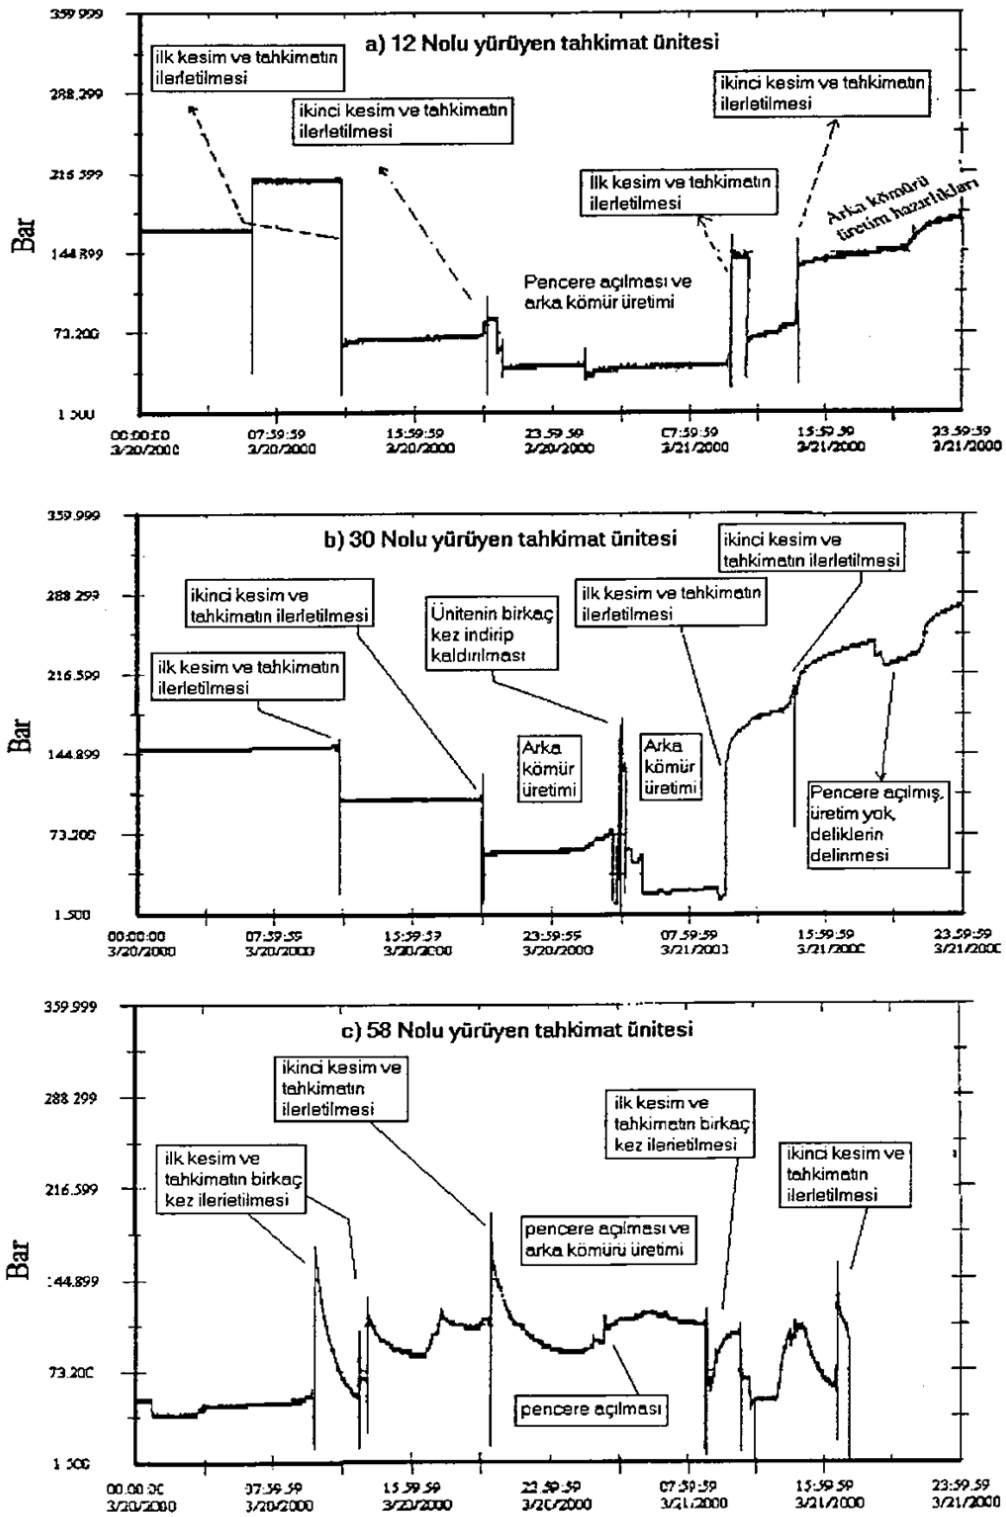 a) 12 Nolu yürüyen tahkimat ünitesi
359.999
288.299
216.599
144.899
73.200
1.500
Bar
ilk kesim ve tahkimatın
ilerletilmesi
ikinci kesim ve tahkimatın
ilerletilmesi
ikinci kesim ve tahkimatın
ilerletilmesi
ilk kesim ve tahkimatın
ilerletilmesi
Arka kömürü
üretim hazırlıkları
Pencere açılması ve
arka kömür üretimi
00:00:00
3/20/2000
07:59:59
3/20/2000
15:59:59
3/20/2000
23:59:59
3/20/2000
07:59:59
3/21/2000
15:59:59
3/21/2000
23:59:59
3/21/2000
b) 30 Nolu yürüyen tahkimat ünitesi
359.999
288.299
216.599
144.899
73.200
1.500
Bar
ikinci kesim ve
tahkimatın ilerletilmesi
ikinci kesim ve
tahkimatın ilerletilmesi
Ünitenin birkaç
kez indirip
kaldırılması
ilk kesim ve tahkimatın
ilerletilmesi
ilk kesim ve tahkimatın
ilerletilmesi
Arka
kömür
üretimi
Arka
kömür
üretimi
Pencere açılmış,
üretim yok,
deliklerin
delinmesi
00:00:00
3/20/2000
07:59:59
3/20/2000
15:59:59
3/20/2000
23:59:59
3/20/2000
07:59:59
3/21/2000
15:59:59
3/21/2000
23:59:59
3/21/2000
c) 58 Nolu yürüyen tahkimat ünitesi
359.999
288.299
216.599
144.899
73.200
1.500
Bar
ikinci kesim ve
tahkimatın
ilerletilmesi
ilk kesim ve
tahkimatın birkaç
kez ilerletilmesi
ilk kesim ve
tahkimatın birkaç
kez ilerletilmesi
ikinci kesim ve
tahkimatın
ilerletilmesi
pencere açılması ve
arka kömürü üretimi
pencere açılması
00:00:00
3/20/2000
07:59:59
3/20/2000
15:59:59
3/20/2000
23:59:59
3/20/2000
07:59:59
3/21/2000
15:59:59
3/21/2000
23:59:59
3/21/2000